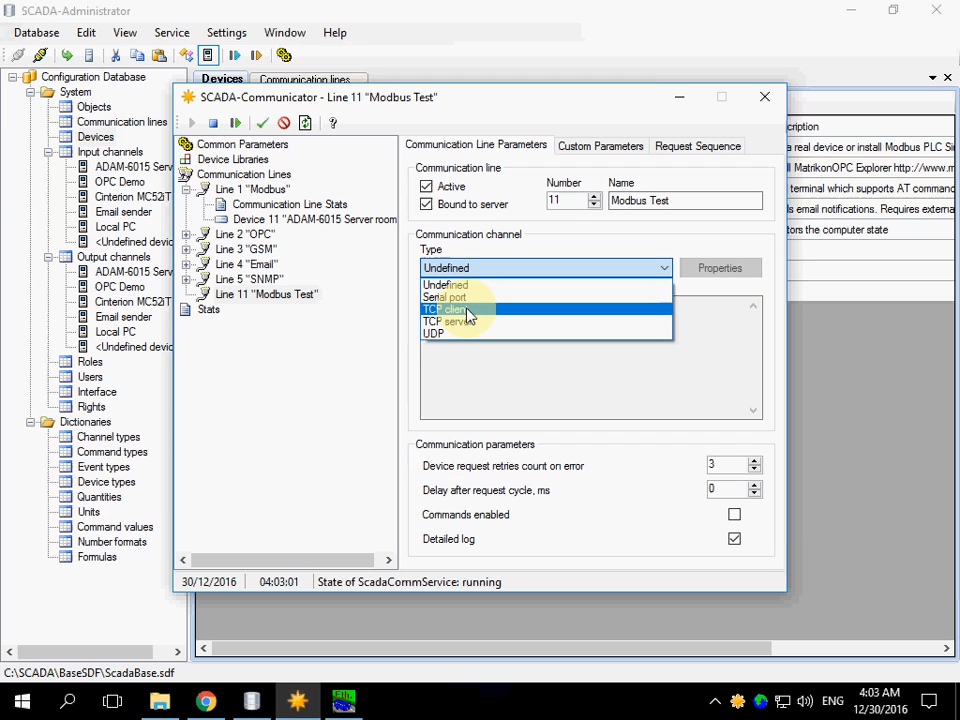 SCADA-Administrator
Database Edit View Service Settings Window Help
Configuration Database
System
Objects
Communication lines
Devices
Input channels
ADAM-6015 Serv
OPC Demo
Cinterion MC52iT
Email sender
Local PC
<Undefined devic
Output channels
ADAM-6015 Serv
OPC Demo
Cinterion MC52iT
Email sender
Local PC
<Undefined devic
Roles
Users
Interface
Rights
Dictionaries
Channel types
Command types
Event types
Device types
Quantities
Units
Command values
Number formats
Formulas
Devices Communication lines
SCADA-Communicator - Line 11 "Modbus Test"
Common Parameters
Device Libraries
Communication Lines
Line 1 "Modbus"
Communication Line Stats
Device 11 "ADAM-6015 Server room
Line 2 "OPC"
Line 3 "GSM"
Line 4 "Email"
Line 5 "SNMP"
Line 11 "Modbus Test"
Stats
Communication Line Parameters Custom Parameters Request Sequence
Communication line
Active
Bound to server
Number
11
Name
Modbus Test
Communication channel
Type
Undefined
Properties
Undefined
Serial port
TCP client
TCP server
UDP
Communication parameters
Device request retries count on error 3
Delay after request cycle, ms 0
Commands enabled
Detailed log
30/12/2016 04:03:01 State of ScadaCommService: running
cription
a real device or install Modbus PLC Si
ll MatrikonOPC Explorer http://www.m
terminal which supports AT command
ls email notifications. Requires externa
tors the computer state
C:\SCADA\BaseSDF\ScadaBase.sdf
ENG
4:03 AM
12/30/2016